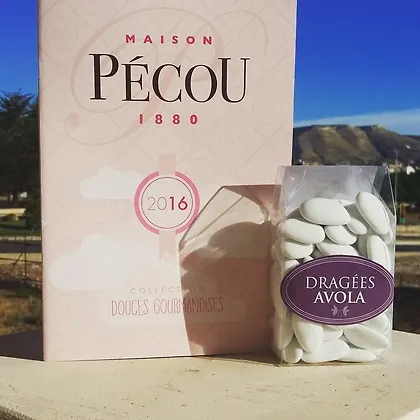 MAISON
PÉCOU
1880
2016
COLLECTION
DOUCES GOURMANDISES
DRAGÉES
AVOLA